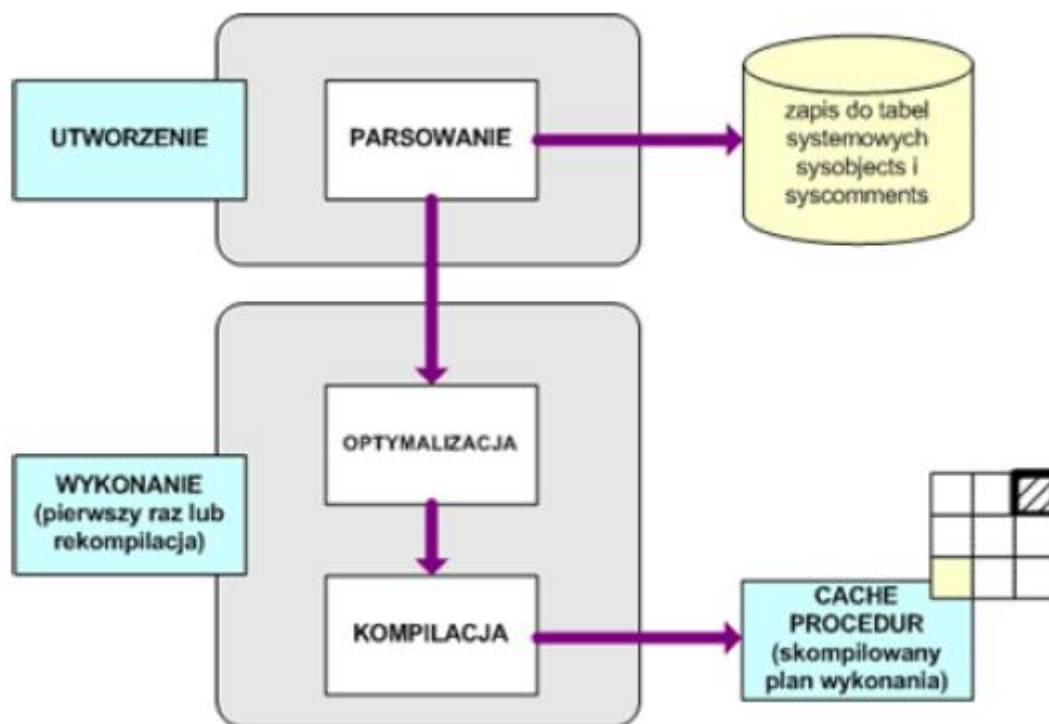 UTWORZENIE
PARSOWANIE
zapis do tabel
systemowych
sysobjects i
syscomments
OPTYMALIZACJA
WYKONANIE
(pierwszy raz lub
rekompilacja)
KOMPILACJA
CACHE
PROCEDUR
(skompilowany
plan wykonania)